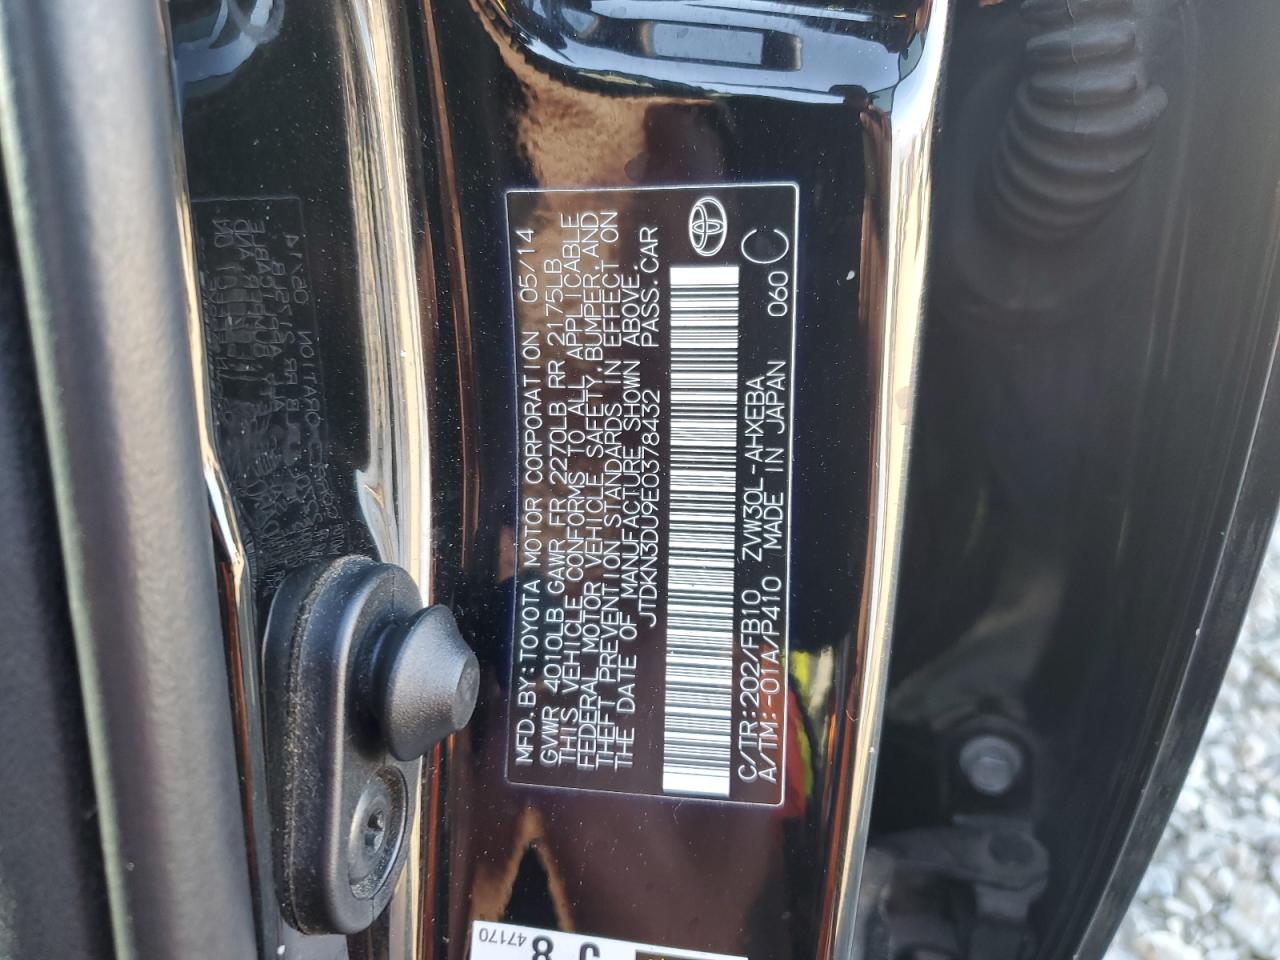 MFD.BY:TOYOTA MOTOR CORPORATION 05/14
GVWR 4010LB GAWR FR 2270LB RR 2175LB
THIS VEHICLE CONFORMS TO ALL APPLICABLE
FEDERAL MOTOR VEHICLE SAFETY,BUMPER,AND
THEFT PREVENTION STANDARDS IN EFFECT ON
THE DATE OF MANUFACTURE SHOWN ABOVE.
JTDKN3DU9E0378432 PASS.CAR
C/TR:202/FB10 ZVW30L-AHXEBA 060 C
A/TM:-01A/P410 MADE IN JAPAN
47170
8 J